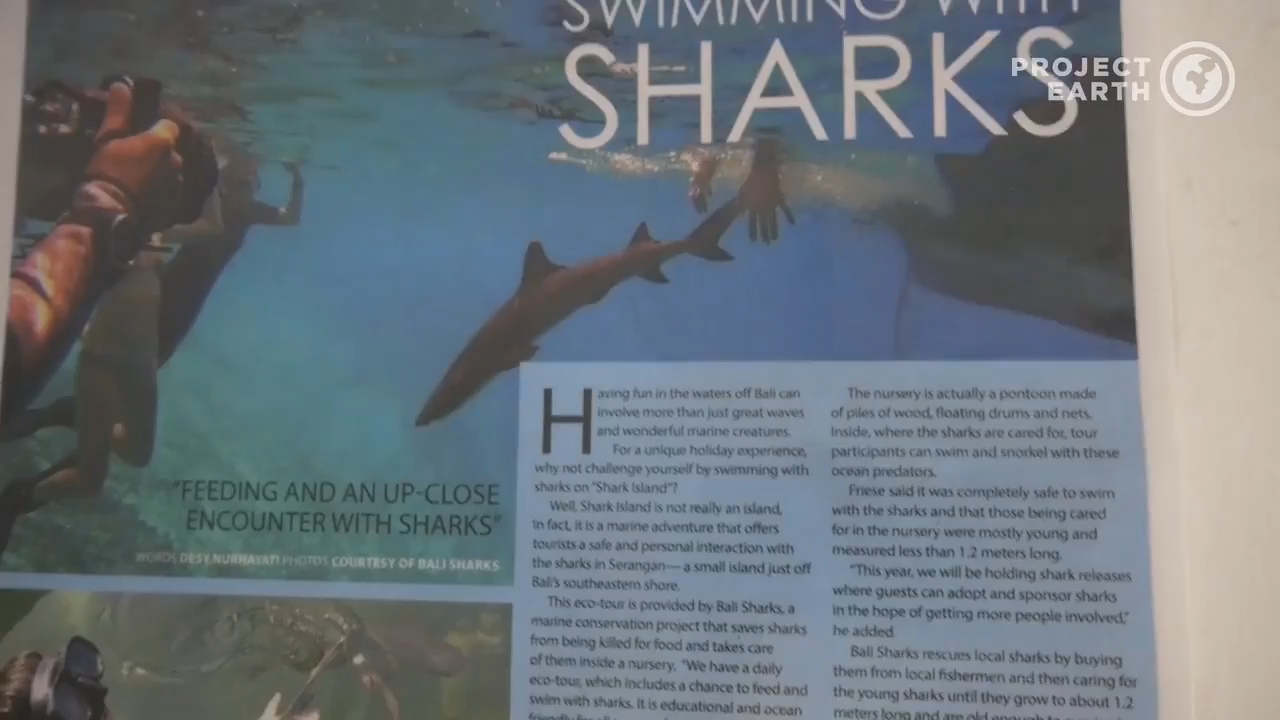 SWIMMING WITH
SHARKS
PROJECT
EARTH
"FEEDING AND AN UP-CLOSE
ENCOUNTER WITH SHARKS"
WORDS DESY NURHAYATI PHOTOS COURTESY OF BALI SHARKS
Having fun in the waters off Bali can
involve more than just great waves
and wonderful marine creatures.
For a unique holiday experience,
why not challenge yourself by swimming with
sharks on "Shark Island"?
Well, Shark Island is not really an island,
in fact, it is a marine adventure that offers
tourists a safe and personal interaction with
the sharks in Serangan— a small island just off
Bali's southeastern shore.
This eco-tour is provided by Bali Sharks, a
marine conservation project that saves sharks
from being killed for food and takes care
of them inside a nursery. "We have a daily
eco-tour, which includes a chance to feed and
swim with sharks. It is educational and ocean
friendly for
The nursery is actually a pontoon made
of piles of wood, floating drums and nets.
Inside, where the sharks are cared for, tour
participants can swim and snorkel with these
ocean predators.
Friese said it was completely safe to swim
with the sharks and that those being cared
for in the nursery were mostly young and
measured less than 1.2 meters long.
"This year, we will be holding shark releases
where guests can adopt and sponsor sharks
in the hope of getting more people involved,"
he added.
Bali Sharks rescues local sharks by buying
them from local fishermen and then caring for
the young sharks until they grow to about 1.2
meters long and are old enough to